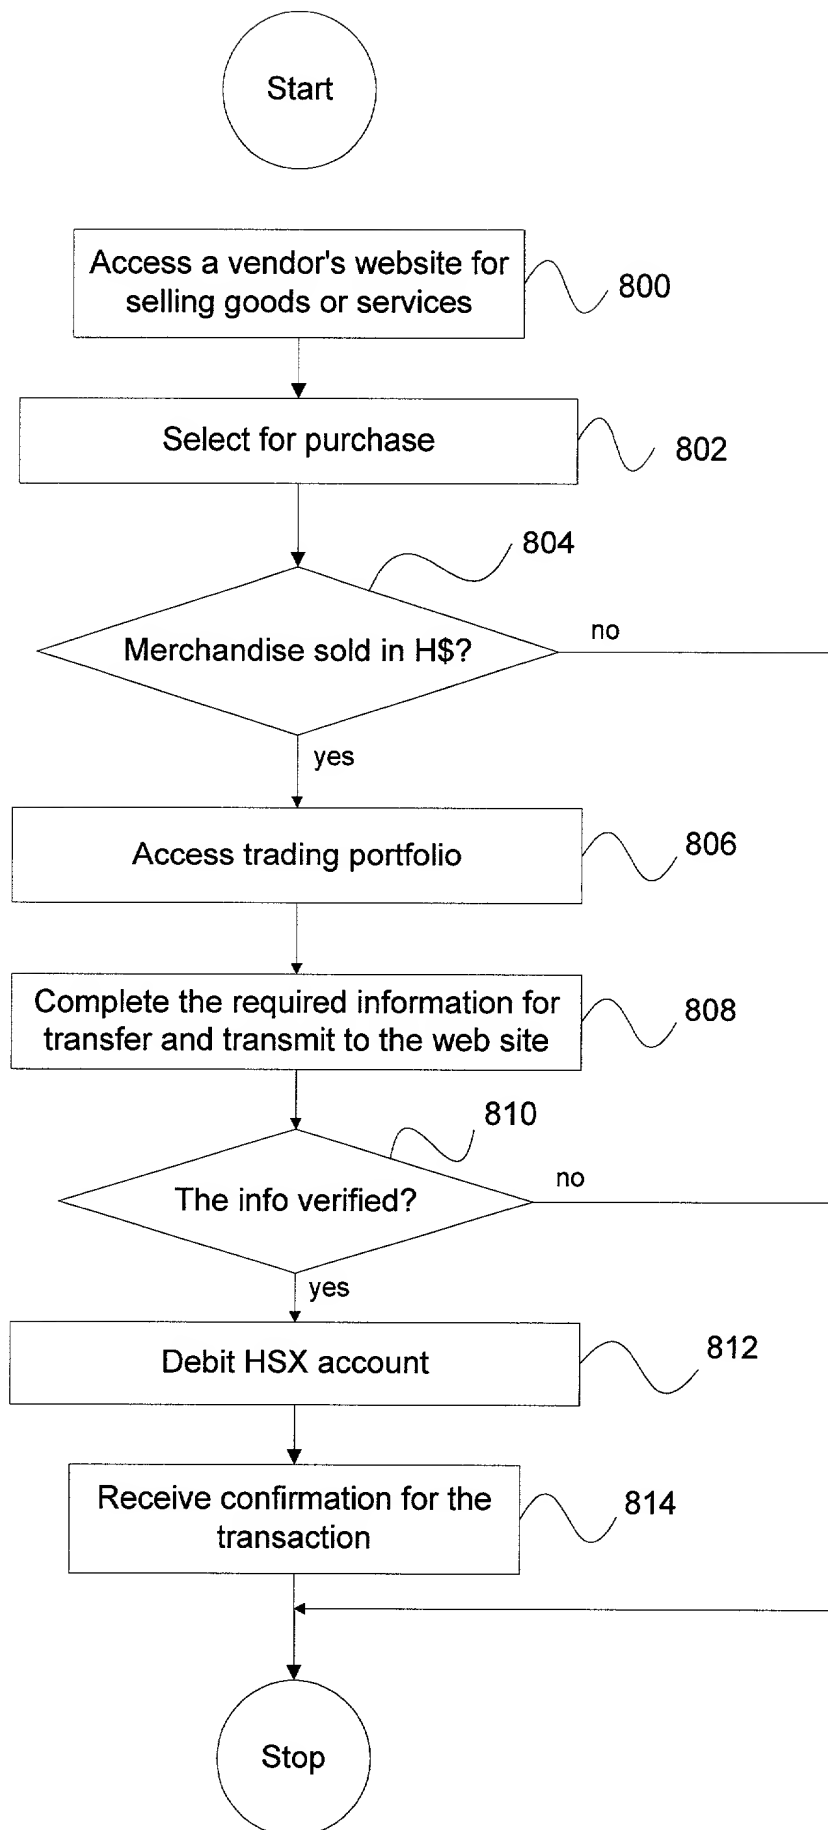 Start
Access a vendor's website for
selling goods or services
800
Select for purchase
802
804
Merchandise sold in H$?
no
yes
Access trading portfolio
806
Complete the required information for
transfer and transmit to the web site
808
810
The info verified?
no
yes
Debit HSX account
812
Receive confirmation for the
transaction
814
Stop